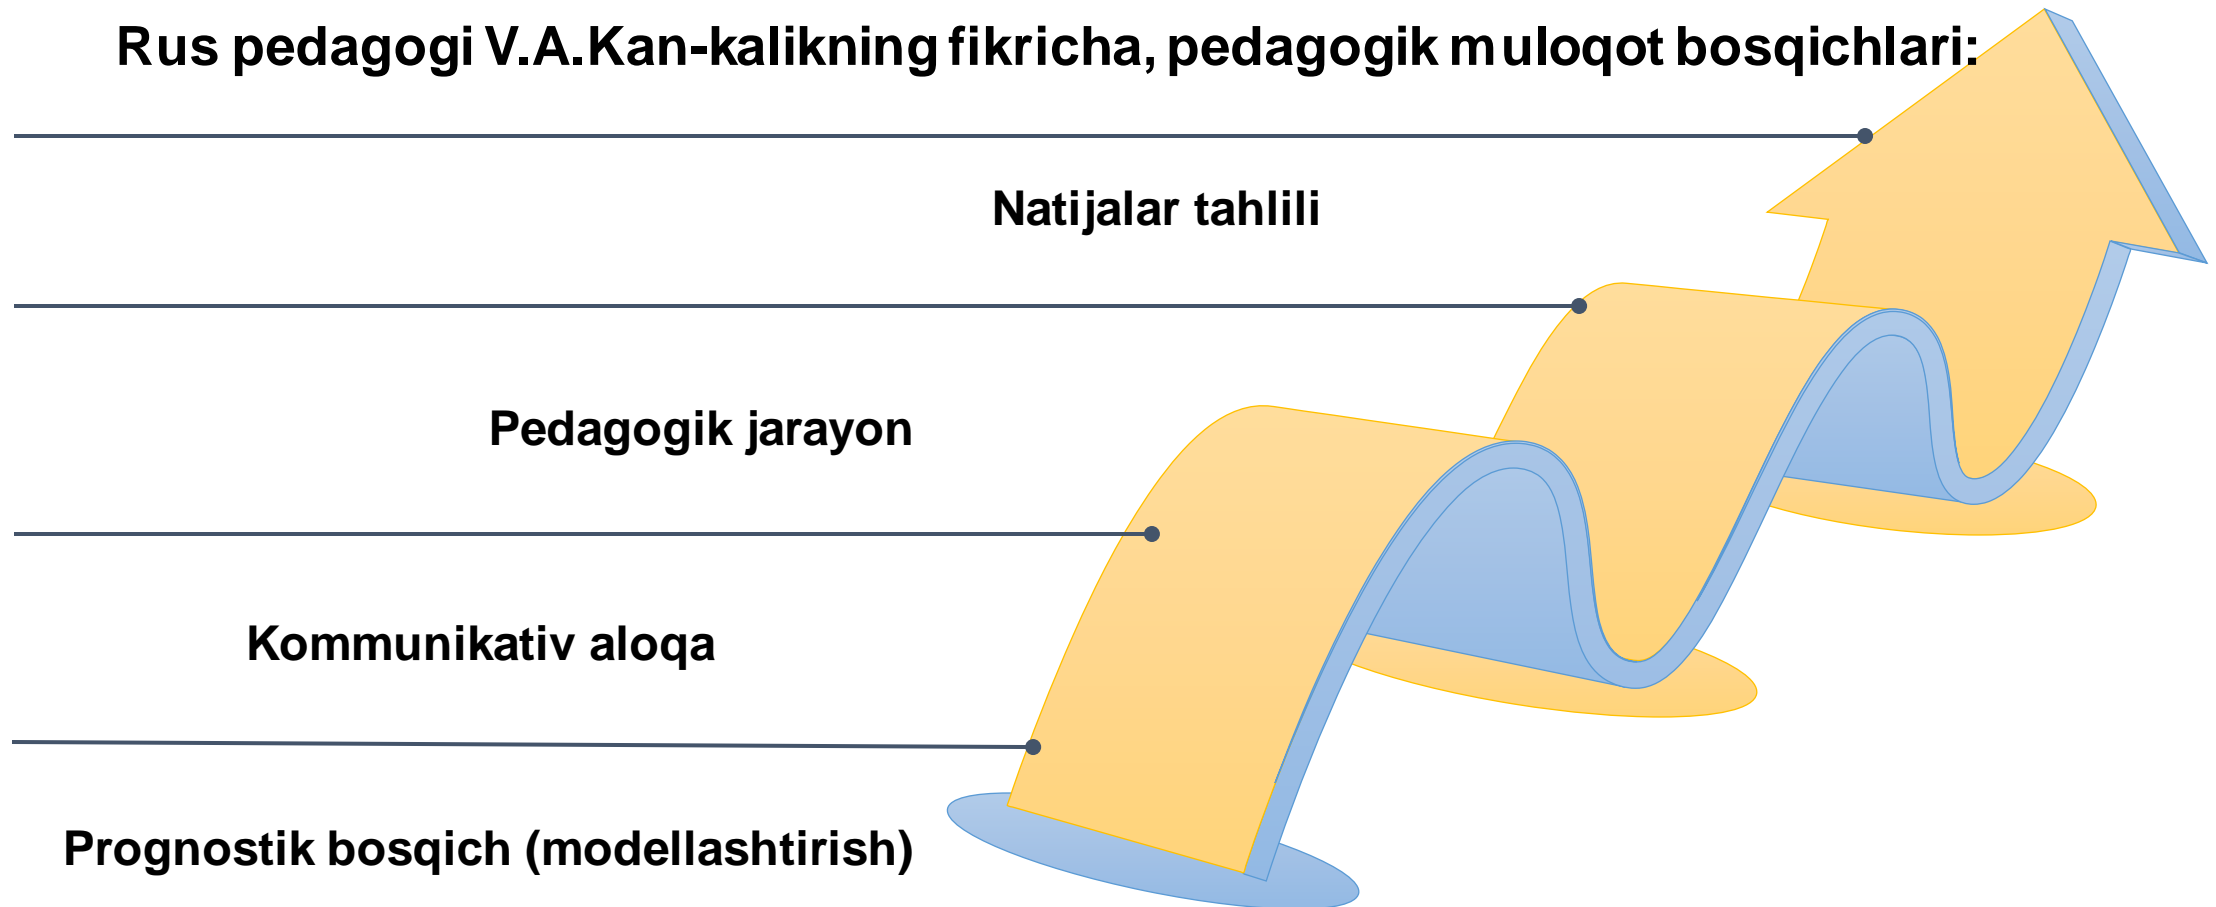 Rus pedagogi V.A.Kan-kalikning fikricha, pedagogik muloqot bosqichlari:
Natijalar tahlili
Pedagogik jarayon
Kommunikativ aloqa
Prognostik bosqich (modellashtirish)